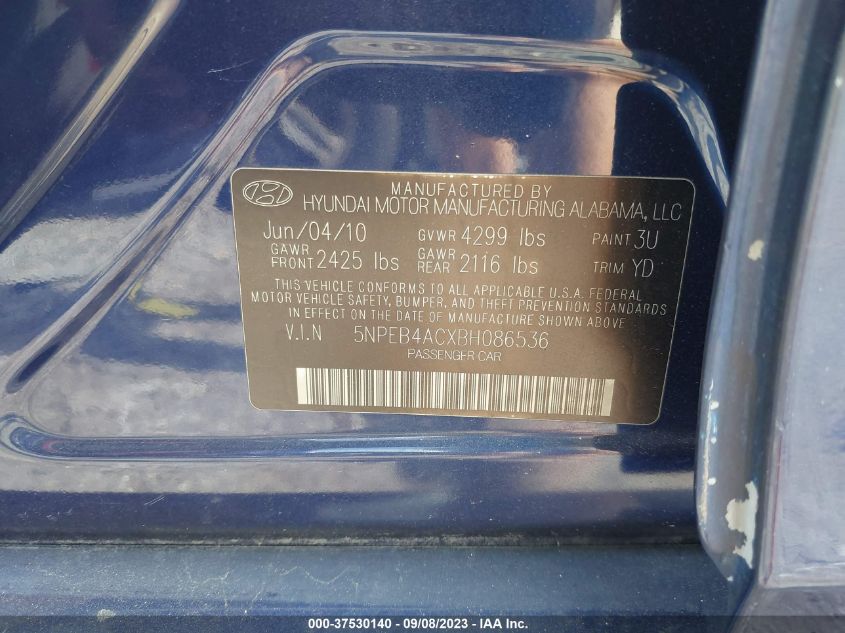 MANUFACTURED BY
HYUNDAI MOTOR MANUFACTURING ALABAMA, LLC
Jun/04/10 GVWR 4299 lbs PAINT 3U
GAWR FRONT 2425 lbs GAWR REAR 2116 lbs TRIM YD
THIS VEHICLE CONFORMS TO ALL APPLICABLE U.S.A. FEDERAL
MOTOR VEHICLE SAFETY, BUMPER, AND THEFT PREVENTION STANDARDS
IN EFFECT ON THE DATE OF MANUFACTURE SHOWN ABOVE
V.I.N 5NPEB4ACXBH086536
PASSENGER CAR
000-37530140 - 09/08/2023 - IAA Inc.